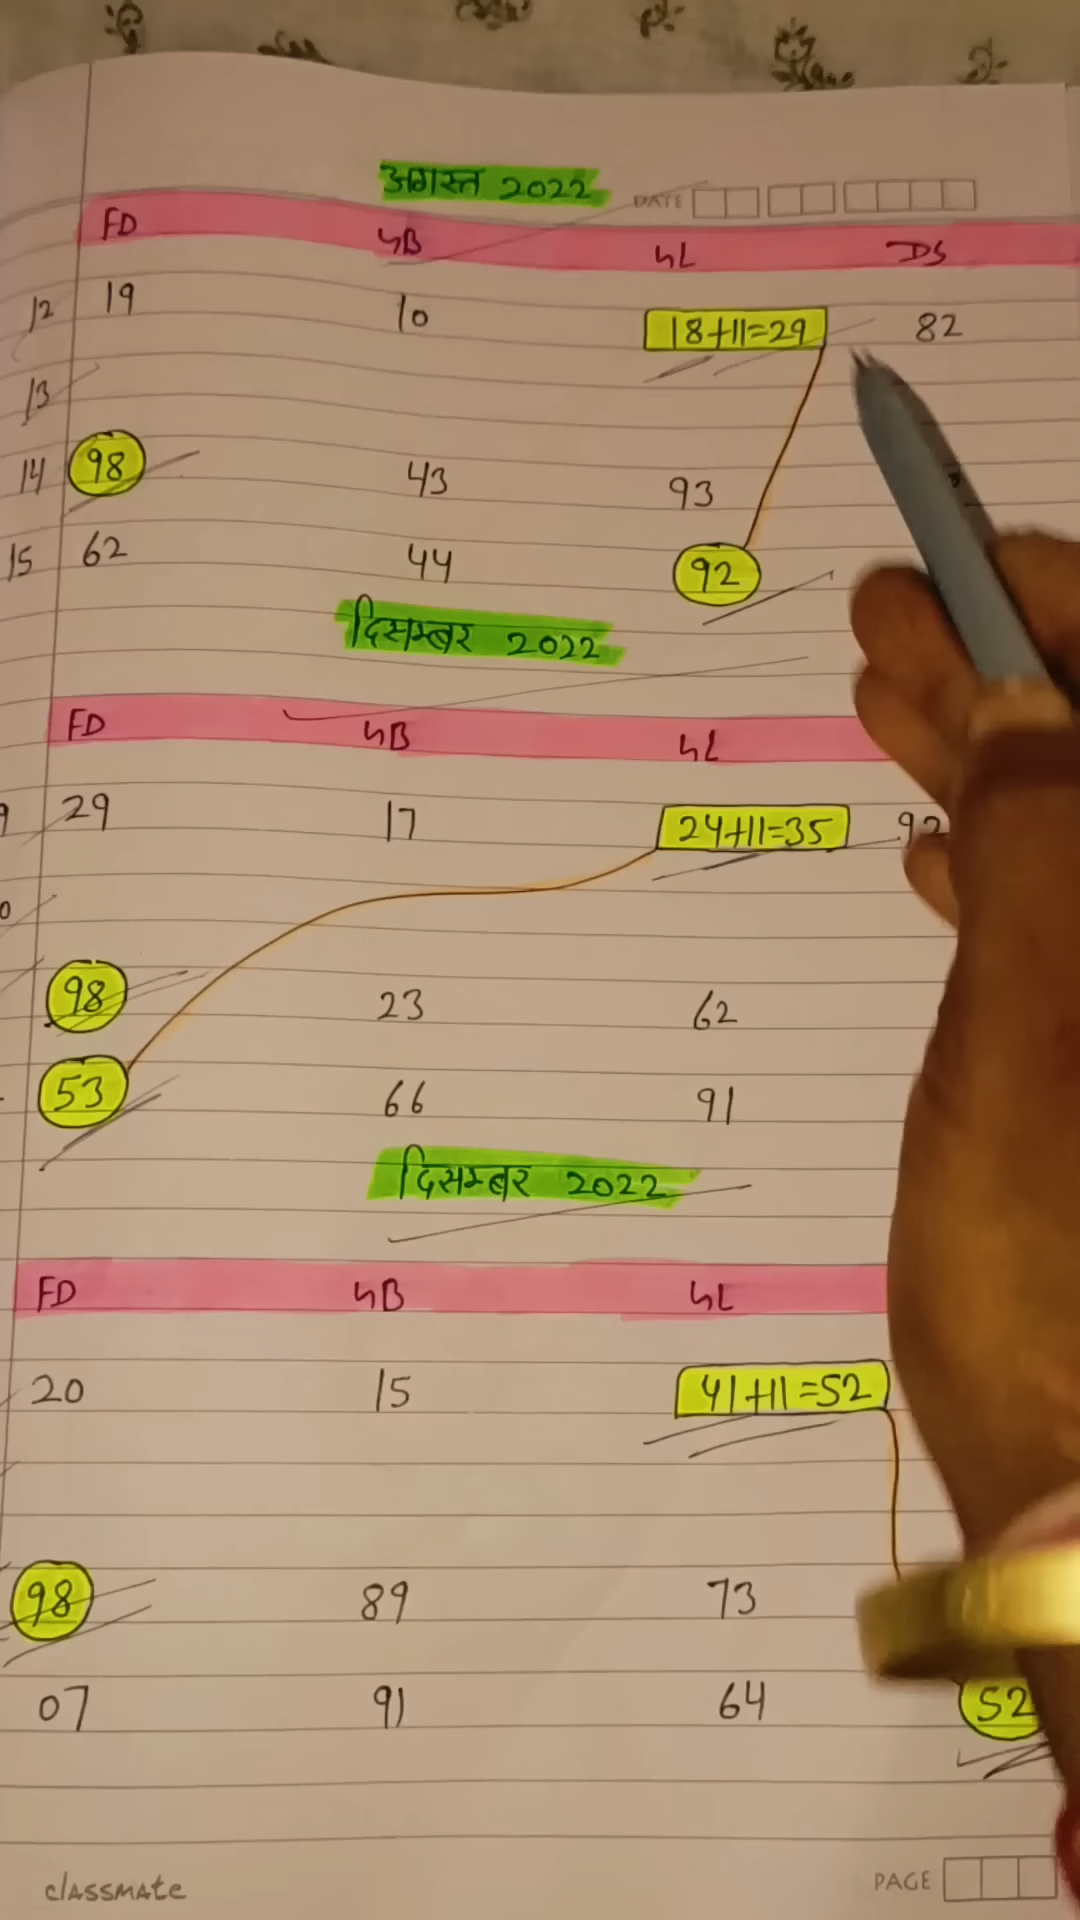 अगस्त 2022
DATE
FD GB GL DS
12 19 10 18+11=29 82
13
14 98 43 93
15 62 44 92
दिसम्बर 2022
FD GB GL
9 29 17 24+11=35 92
0
98 23 62
53 66 91
दिसम्बर 2022
FD GB GL
20 15 41+11=52
98 89 73
07 91 64 52
classmate PAGE